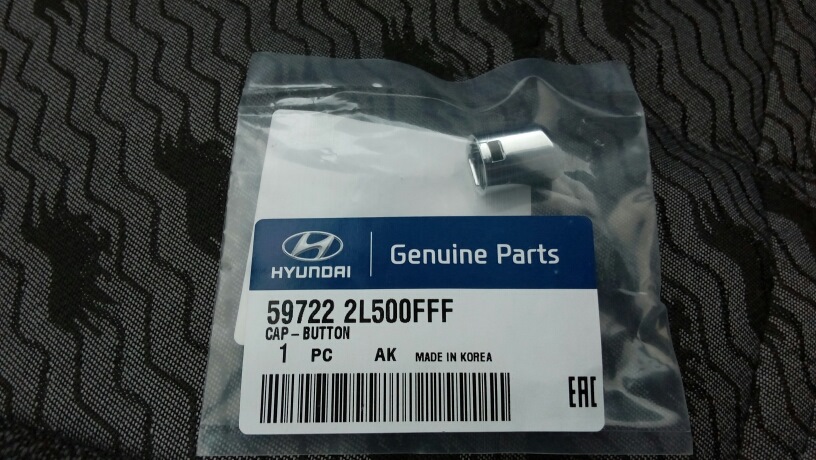 HYUNDAI
Genuine Parts
59722 2L500FFF
CAP-BUTTON
1 PC AK MADE IN KOREA
EAC